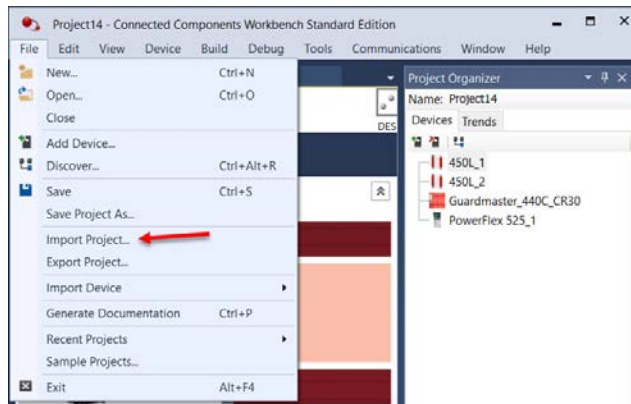 Project14 - Connected Components Workbench Standard Edition
File Edit View Device Build Debug Tools Communications Window Help
New... Ctrl+N
Open... Ctrl+O
Close
Add Device...
Discover... Ctrl+Alt+R
Save Ctrl+S
Save Project As...
Import Project...
Export Project...
Import Device
Generate Documentation Ctrl+P
Recent Projects
Sample Projects...
Exit Alt+F4
DES
Project Organizer
Name: Project14
Devices Trends
450L_1
450L_2
Guardmaster_440C_CR30
PowerFlex 525_1